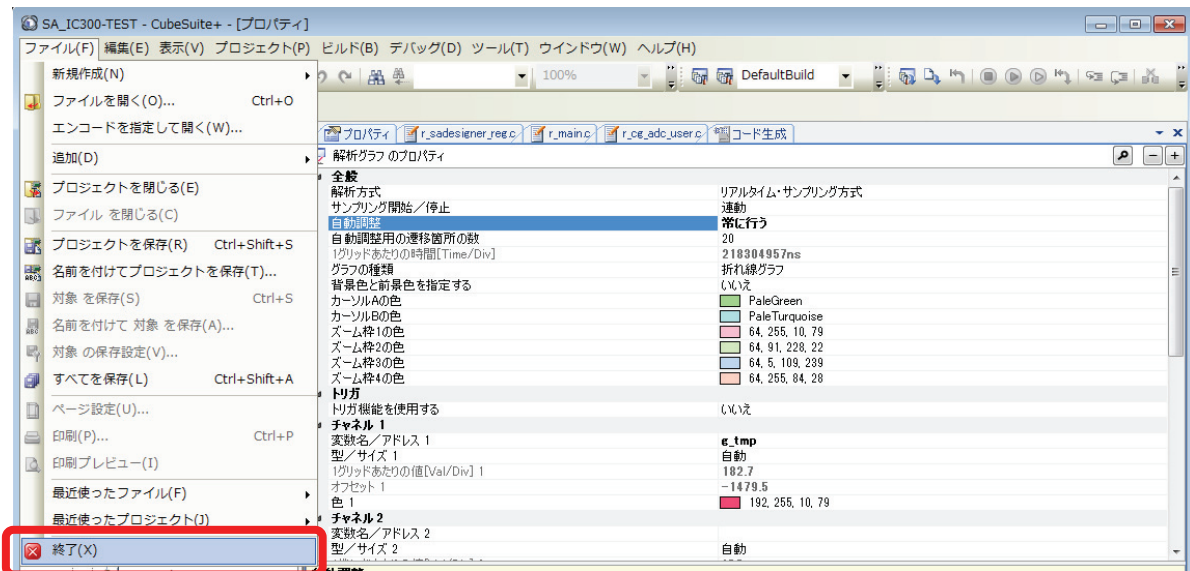 SA_IC300-TEST - CubeSuite+ - [プロパティ]
ファイル(F) 編集(E) 表示(V) プロジェクト(P) ビルド(B) デバッグ(D) ツール(T) ウインドウ(W) ヘルプ(H)
100% DefaultBuild
新規作成(N)
ファイルを開く(O)... Ctrl+O
エンコードを指定して開く(W)...
追加(D)
プロジェクトを閉じる(E)
ファイル を閉じる(C)
プロジェクトを保存(R) Ctrl+Shift+S
名前を付けてプロジェクトを保存(T)...
対象 を保存(S) Ctrl+S
名前を付けて 対象 を保存(A)...
対象 の保存設定(V)...
すべてを保存(L) Ctrl+Shift+A
ページ設定(U)...
印刷(P)... Ctrl+P
印刷プレビュー(I)
最近使ったファイル(F)
最近使ったプロジェクト(J)
終了(X)
プロパティ r_sadesigner_reg.c r_main.c r_cg_adc_user.c コード生成
解析グラフ のプロパティ
全般
解析方式 リアルタイム・サンプリング方式
サンプリング開始／停止 連動
自動調整 常に行う
自動調整用の遷移箇所の数 20
1グリッドあたりの時間[Time/Div] 218304957ns
グラフの種類 折れ線グラフ
背景色と前景色を指定する いいえ
カーソルAの色 PaleGreen
カーソルBの色 PaleTurquoise
ズーム枠1の色 64, 255, 10, 79
ズーム枠2の色 64, 91, 228, 22
ズーム枠3の色 64, 5, 109, 239
ズーム枠4の色 64, 255, 84, 28
トリガ
トリガ機能を使用する いいえ
チャネル 1
変数名／アドレス 1 g_tmp
型／サイズ 1 自動
1グリッドあたりの値[Val/Div] 1 182.7
オフセット 1 -1479.5
色 1 192, 255, 10, 79
チャネル 2
変数名／アドレス 2
型／サイズ 2 自動